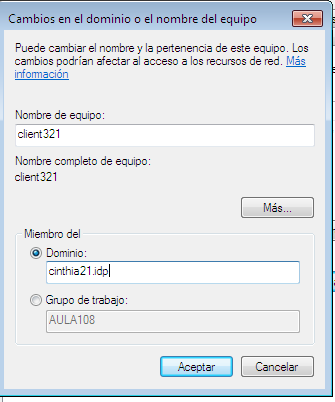 Cambios en el dominio o el nombre del equipo
Puede cambiar el nombre y la pertenencia de este equipo. Los
cambios podrían afectar al acceso a los recursos de red. Más
información
Nombre de equipo:
client321
Nombre completo de equipo:
client321
Más...
Miembro del
Dominio:
cinthia21.idp
Grupo de trabajo:
AULA108
Aceptar
Cancelar